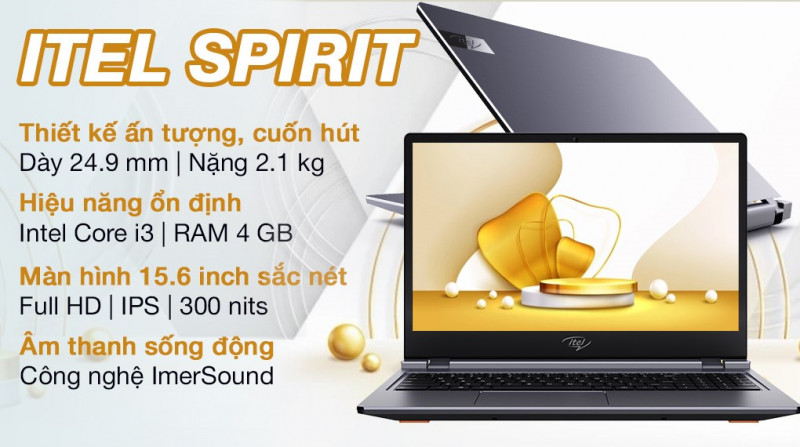 ITEL SPIRIT
Thiết kế ấn tượng, cuốn hút
Dày 24.9 mm | Nặng 2.1 kg
Hiệu năng ổn định
Intel Core i3 | RAM 4 GB
Màn hình 15.6 inch sắc nét
Full HD | IPS | 300 nits
Âm thanh sống động
Công nghệ ImerSound
itel
itel